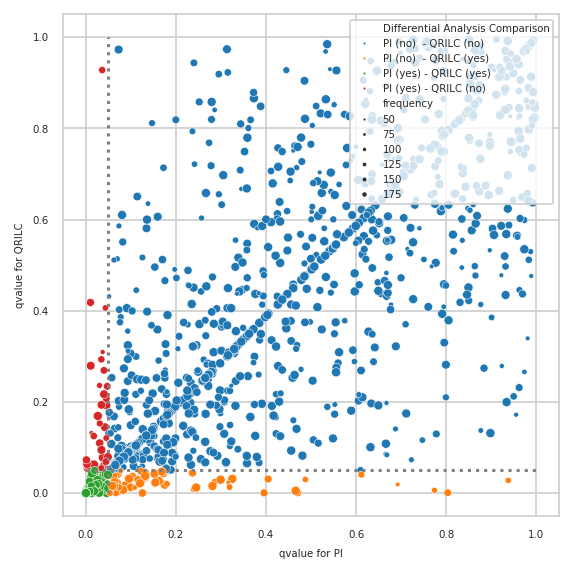 Differential Analysis Comparison
PI (no) - QRILC (no)
PI (no) - QRILC (yes)
PI (yes) - QRILC (yes)
PI (yes) - QRILC (no)
frequency
50
75
100
125
150
175
1.0
0.8
0.6
0.4
0.2
0.0
qvalue for QRILC
0.0 0.2 0.4 0.6 0.8 1.0
qvalue for PI